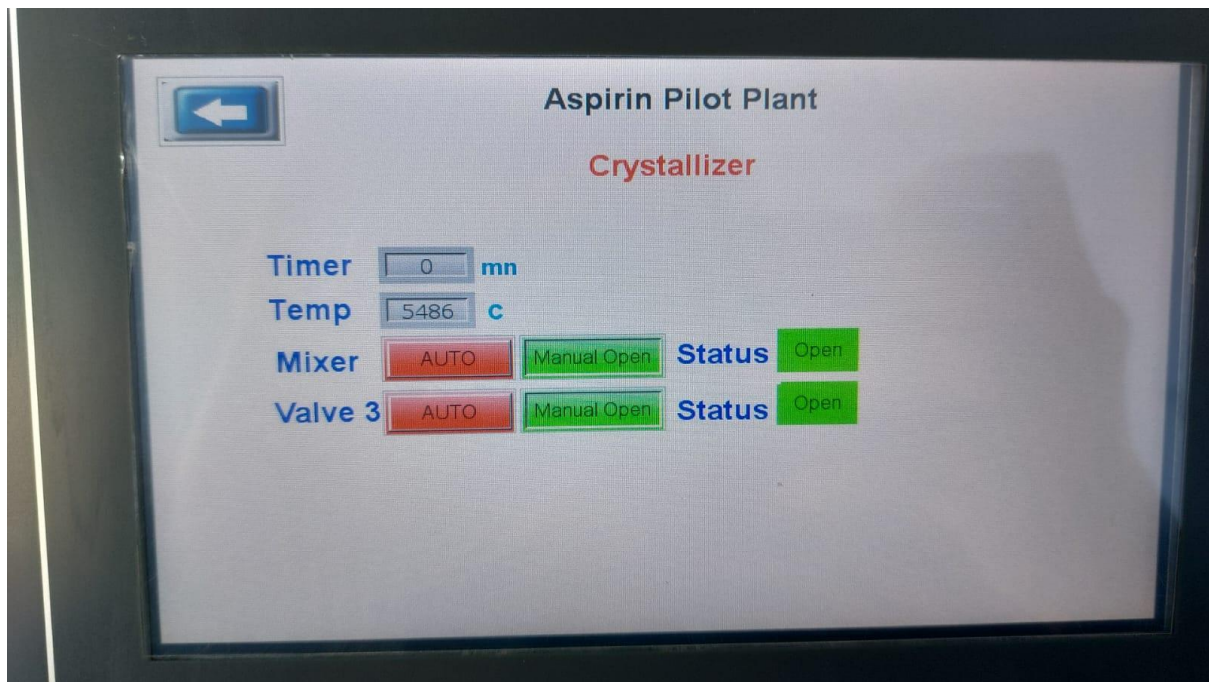 Aspirin Pilot Plant
Crystallizer
Timer 0 mn
Temp 5486 C
Mixer AUTO Manual Open Status Open
Valve 3 AUTO Manual Open Status Open